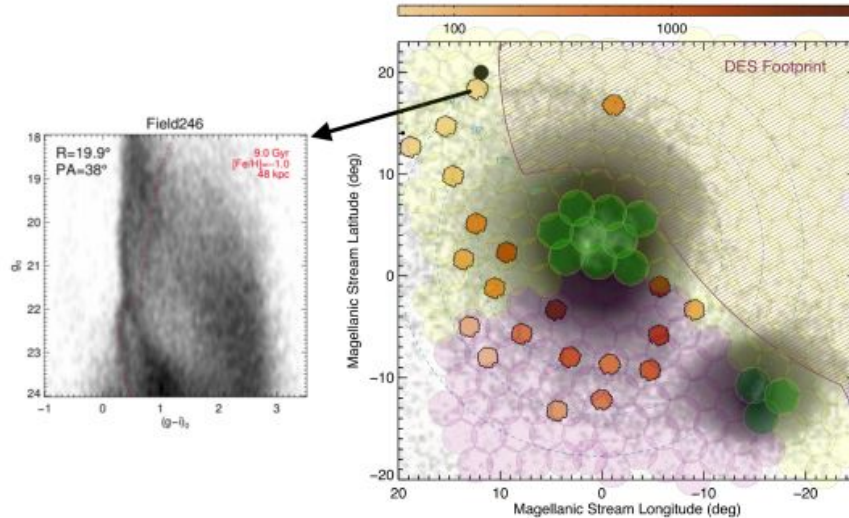 100 1000
DES Footprint
Field246
R=19.9°
PA=38°
9.0 Gyr
[Fe/H]=-1.0
48 kpc
18
19
20
21
22
23
24
g₀
-1 0 1 2 3
(g-i)₀
20
10
0
-10
-20
Magellanic Stream Latitude (deg)
20 10 0 -10 -20
Magellanic Stream Longitude (deg)